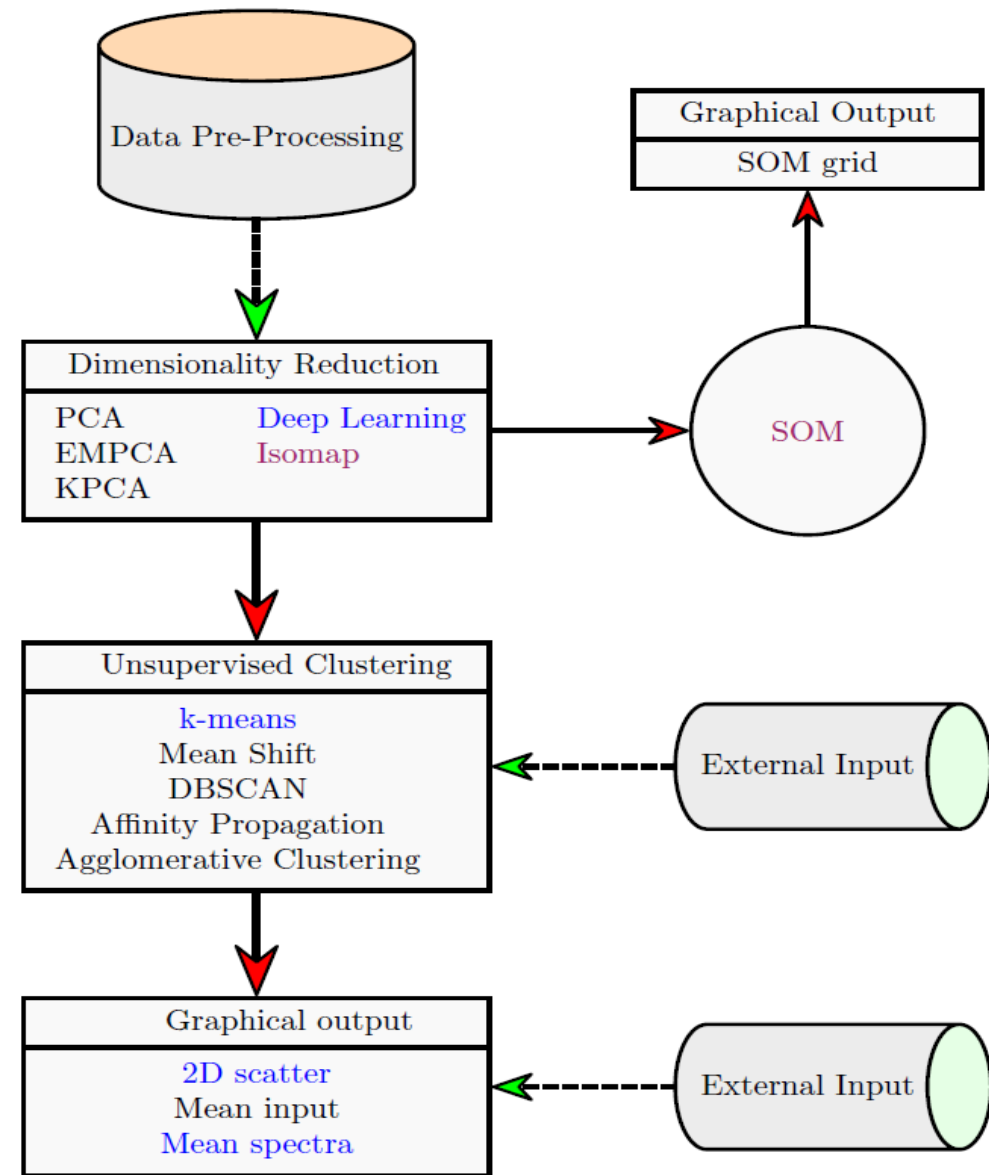 Data Pre-Processing
Graphical Output
SOM grid
Dimensionality Reduction
PCA Deep Learning
EMPCA Isomap
KPCA
SOM
Unsupervised Clustering
k-means
Mean Shift
DBSCAN
Affinity Propagation
Agglomerative Clustering
External Input
Graphical output
2D scatter
Mean input
Mean spectra
External Input